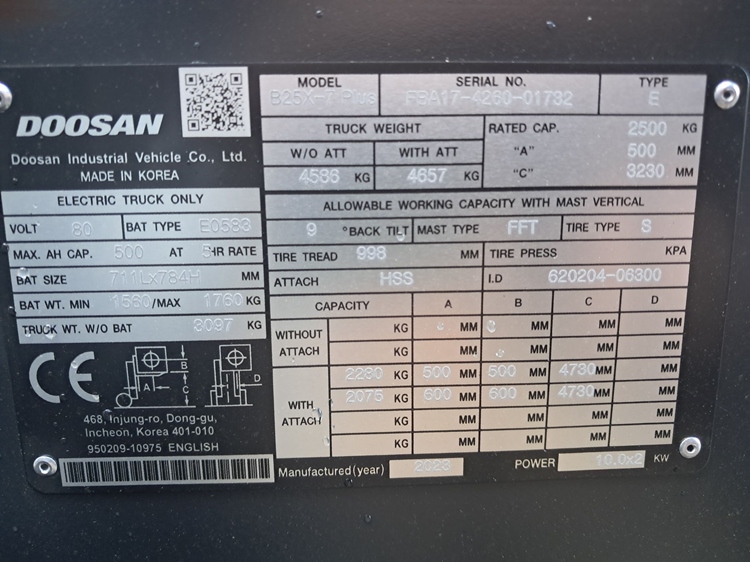 DOOSAN
Doosan Industrial Vehicle Co., Ltd.
MADE IN KOREA
ELECTRIC TRUCK ONLY
VOLT 80 BAT TYPE E0583
MAX. AH CAP. 500 AT 5HR RATE
BAT SIZE 711Lx784H MM
BAT WT. MIN 1560/MAX 1760 KG
TRUCK WT. W/O BAT 3097 KG
CE
A B C D
468, Injung-ro, Dong-gu,
Incheon, Korea 401-010
950209-10975 ENGLISH
MODEL SERIAL NO. TYPE
B25X-7 Plus FBA17-4260-01732 E
TRUCK WEIGHT
W/O ATT WITH ATT
4586 KG 4657 KG
RATED CAP. 2500 KG
"A" 500 MM
"C" 3230 MM
ALLOWABLE WORKING CAPACITY WITH MAST VERTICAL
9 °BACK TILT MAST TYPE FFT TIRE TYPE S
TIRE TREAD 998 MM TIRE PRESS KPA
ATTACH HSS I.D 620204-06300
CAPACITY A B C D
WITHOUT ATTACH
KG MM MM MM MM
KG MM MM MM MM
WITH ATTACH
2280 KG 500 MM 500 MM 4730MM MM
2075 KG 600 MM 600 MM 4730MM MM
KG MM MM MM MM
KG MM MM MM MM
Manufactured(year) POWER 10.0x2 KW